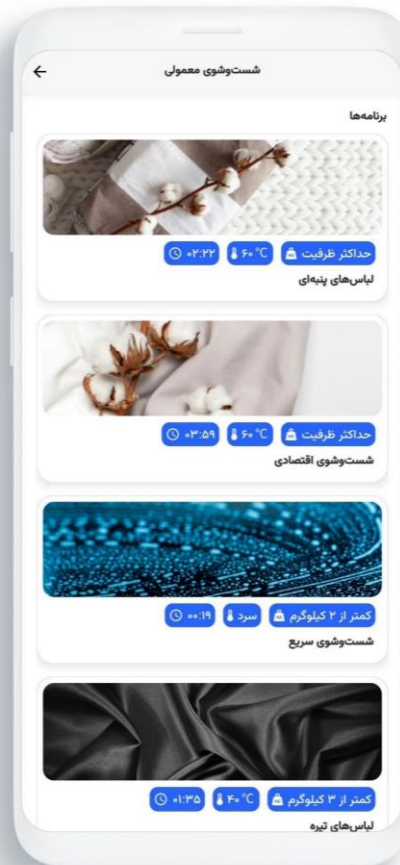 شست‌وشوی معمولی
برنامه‌ها
حداکثر ظرفیت ۶۰ °C ۰۲:۲۲
لباس‌های پنبه‌ای
حداکثر ظرفیت ۶۰ °C ۰۳:۵۹
شست‌وشوی اقتصادی
کمتر از ۲ کیلوگرم سرد ۰۰:۱۹
شست‌وشوی سریع
کمتر از ۳ کیلوگرم ۴۰ °C ۰۱:۳۵
لباس‌های تیره